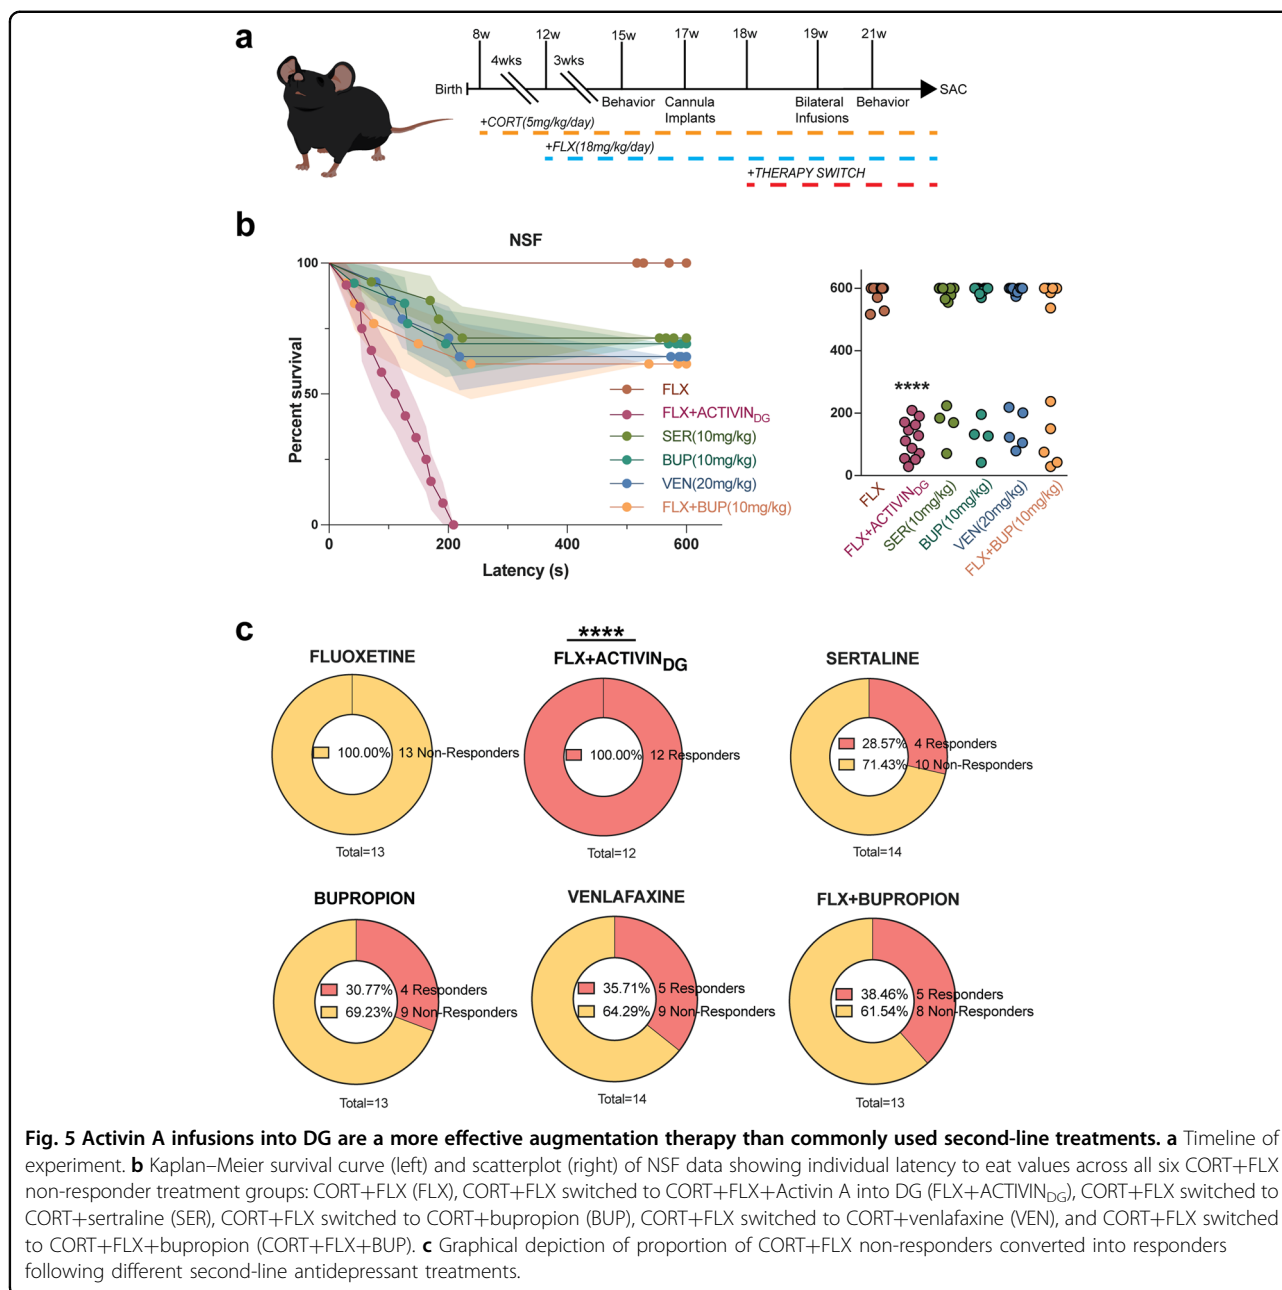 a
8w 12w 15w 17w 18w 19w 21w
4wks 3wks
Birth SAC
Behavior Cannula Implants Bilateral Infusions Behavior
+CORT(5mg/kg/day)
+FLX(18mg/kg/day)
+THERAPY SWITCH
b
NSF
Percent survival
100
50
0
0 200 400 600
Latency (s)
FLX
FLX+ACTIVINDG
SER(10mg/kg)
BUP(10mg/kg)
VEN(20mg/kg)
FLX+BUP(10mg/kg)
600
400
200
0
****
FLX
FLX+ACTIVINDG
SER(10mg/kg)
BUP(10mg/kg)
VEN(20mg/kg)
FLX+BUP(10mg/kg)
c
FLUOXETINE
100.00% 13 Non-Responders
Total=13
****
FLX+ACTIVINDG
100.00% 12 Responders
Total=12
SERTALINE
28.57% 4 Responders
71.43% 10 Non-Responders
Total=14
BUPROPION
30.77% 4 Responders
69.23% 9 Non-Responders
Total=13
VENLAFAXINE
35.71% 5 Responders
64.29% 9 Non-Responders
Total=14
FLX+BUPROPION
38.46% 5 Responders
61.54% 8 Non-Responders
Total=13
Fig. 5 Activin A infusions into DG are a more effective augmentation therapy than commonly used second-line treatments. a Timeline of
experiment. b Kaplan–Meier survival curve (left) and scatterplot (right) of NSF data showing individual latency to eat values across all six CORT+FLX
non-responder treatment groups: CORT+FLX (FLX), CORT+FLX switched to CORT+FLX+Activin A into DG (FLX+ACTIVINDG), CORT+FLX switched to
CORT+sertraline (SER), CORT+FLX switched to CORT+bupropion (BUP), CORT+FLX switched to CORT+venlafaxine (VEN), and CORT+FLX switched
to CORT+FLX+bupropion (CORT+FLX+BUP). c Graphical depiction of proportion of CORT+FLX non-responders converted into responders
following different second-line antidepressant treatments.